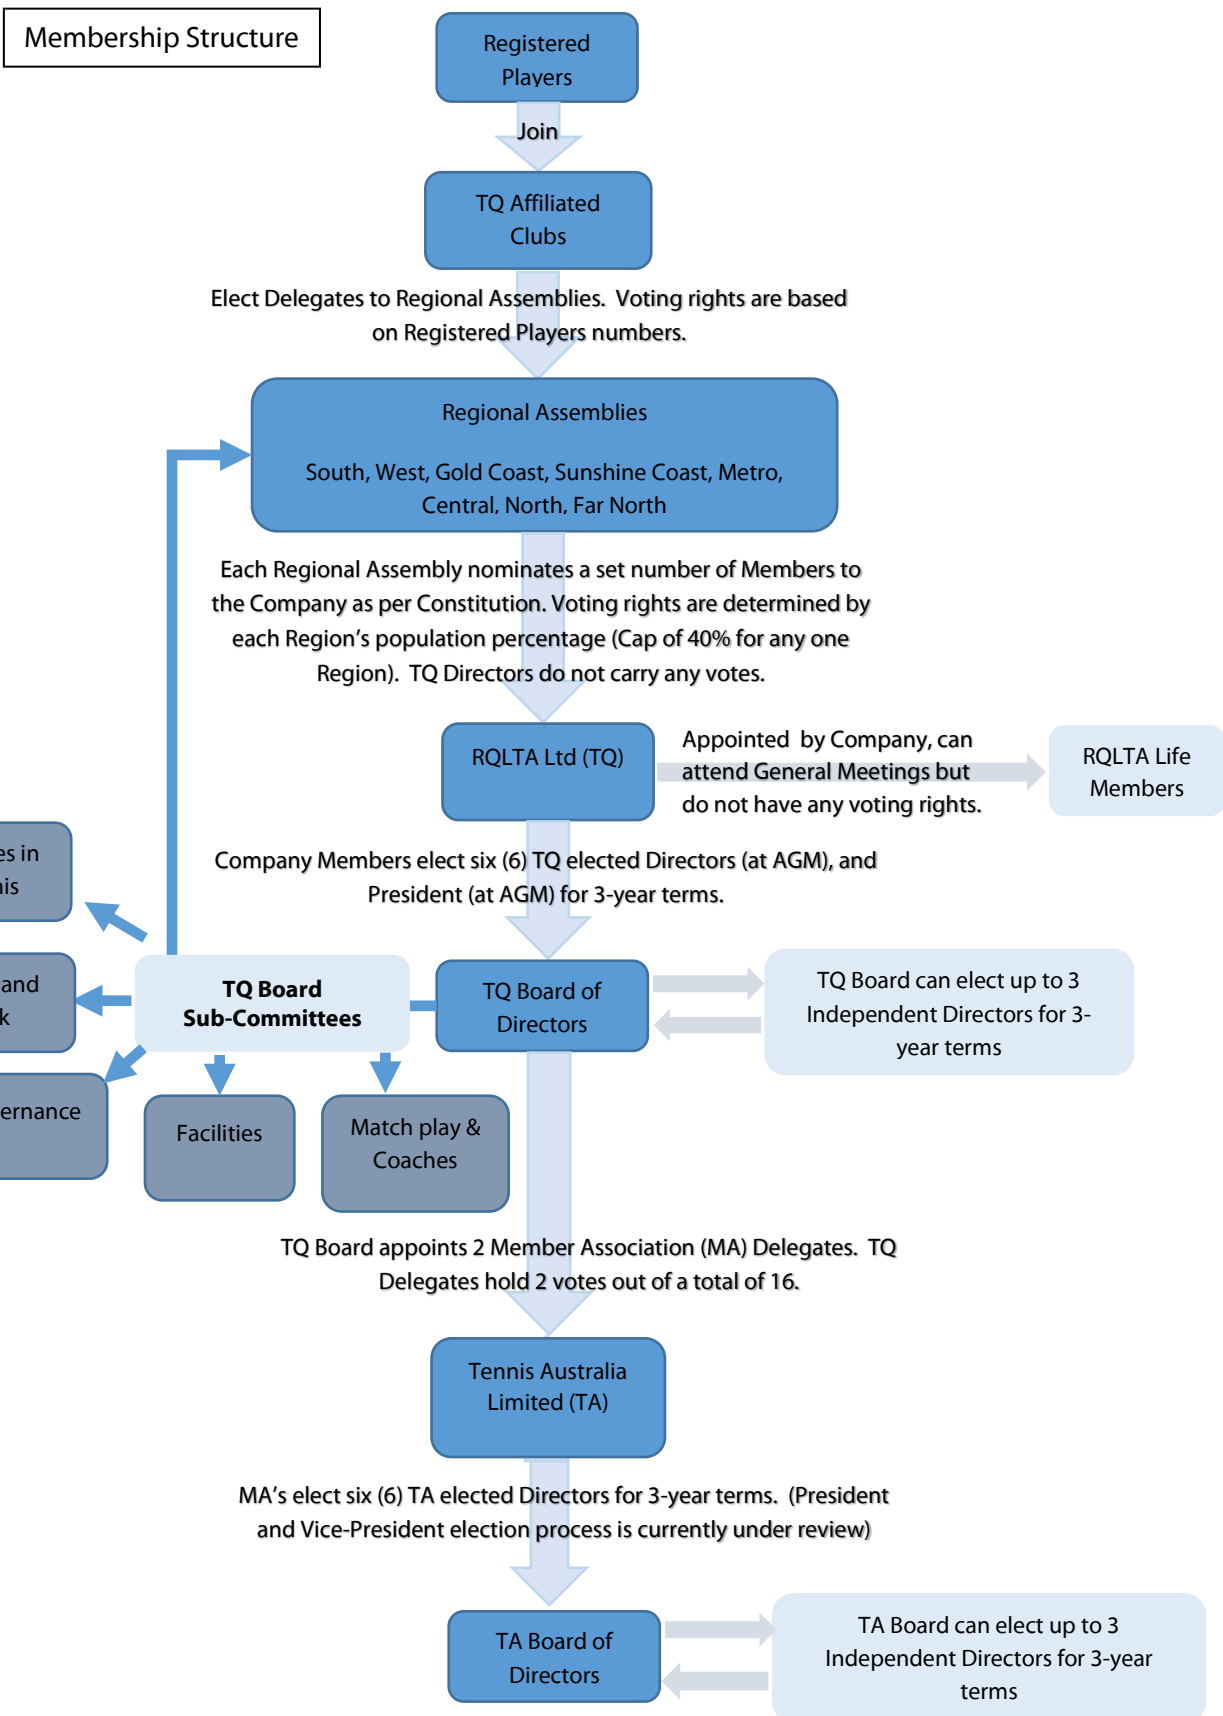 Membership Structure
Registered
Players
Join
TQ Affiliated
Clubs
Elect Delegates to Regional Assemblies. Voting rights are based
on Registered Players numbers.
Regional Assemblies
South, West, Gold Coast, Sunshine Coast, Metro,
Central, North, Far North
Each Regional Assembly nominates a set number of Members to
the Company as per Constitution. Voting rights are determined by
each Region's population percentage (Cap of 40% for any one
Region). TQ Directors do not carry any votes.
RQLTA Ltd (TQ)
Appointed by Company, can
attend General Meetings but
do not have any voting rights.
RQLTA Life
Members
Company Members elect six (6) TQ elected Directors (at AGM), and
President (at AGM) for 3-year terms.
in
and
TQ Board
Sub-Committees
TQ Board of
Directors
TQ Board can elect up to 3
Independent Directors for 3-
year terms
Facilities
Match play &
Coaches
TQ Board appoints 2 Member Association (MA) Delegates. TQ
Delegates hold 2 votes out of a total of 16.
Tennis Australia
Limited (TA)
MA's elect six (6) TA elected Directors for 3-year terms. (President
and Vice-President election process is currently under review)
TA Board of
Directors
TA Board can elect up to 3
Independent Directors for 3-year
terms